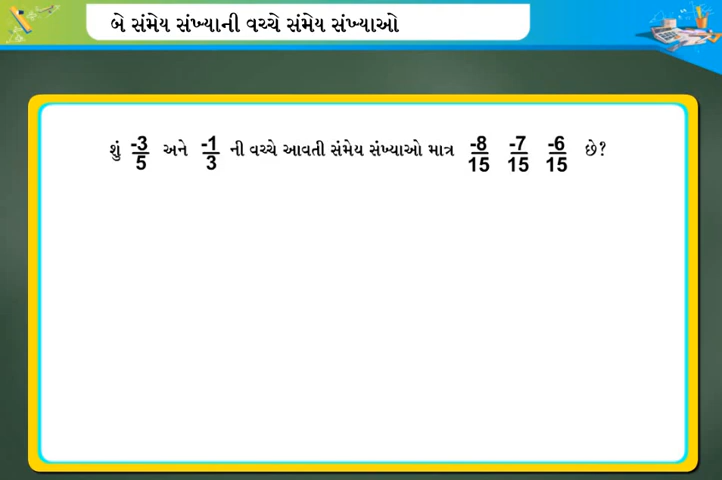 બે સંમેય સંખ્યાની વચ્ચે સંમેય સંખ્યાઓ
શું -3/5 અને -1/3 ની વચ્ચે આવતી સંમેય સંખ્યાઓ માત્ર -8/15 -7/15 -6/15 છે?